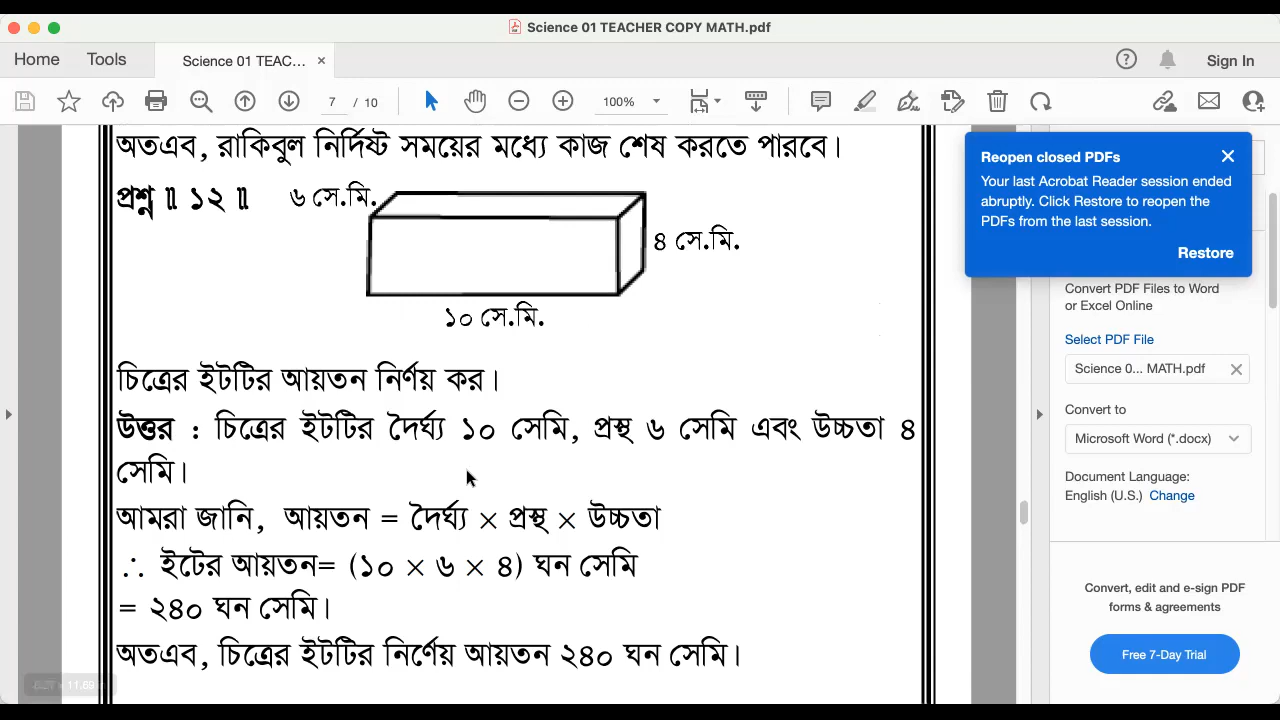 Science 01 TEACHER COPY MATH.pdf
Home Tools Science 01 TEAC... × Sign In
7 / 10 100%
অতএব, রাকিবুল নির্দিষ্ট সময়ের মধ্যে কাজ শেষ করতে পারবে।
প্রশ্ন ॥ ১২ ॥ ৬ সে.মি.
৪ সে.মি.
১০ সে.মি.
চিত্রের ইটটির আয়তন নির্ণয় কর।
উত্তর : চিত্রের ইটটির দৈর্ঘ্য ১০ সেমি, প্রস্থ ৬ সেমি এবং উচ্চতা ৪
সেমি।
আমরা জানি, আয়তন = দৈর্ঘ্য × প্রস্থ × উচ্চতা
∴ ইটের আয়তন= (১০ × ৬ × ৪) ঘন সেমি
= ২৪০ ঘন সেমি।
অতএব, চিত্রের ইটটির নির্ণেয় আয়তন ২৪০ ঘন সেমি।
Reopen closed PDFs
Your last Acrobat Reader session ended
abruptly. Click Restore to reopen the
PDFs from the last session.
Restore
Convert PDF Files to Word
or Excel Online
Select PDF File
Science 0... MATH.pdf
Convert to
Microsoft Word (*.docx)
Document Language:
English (U.S.) Change
Convert, edit and e-sign PDF
forms & agreements
Free 7-Day Trial